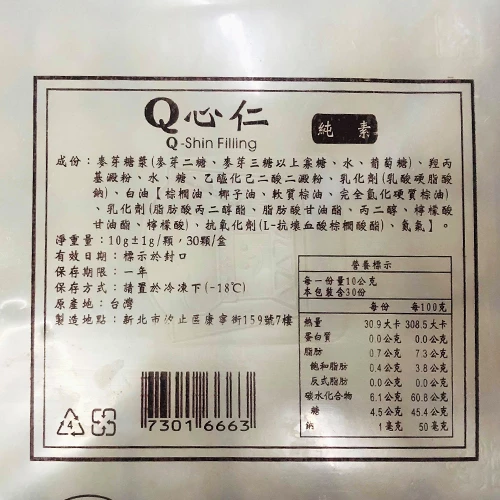 Q心仁
純 素
Q-Shin Filling
成份：麥芽糖漿(麥芽二糖、麥芽三糖以上寡糖、水、葡萄糖)、羥丙
基澱粉、水、糖、乙醯化己二酸二澱粉、乳化劑(乳酸硬脂酸
鈉)、白油【棕櫚油、椰子油、軟質棕油、完全氫化硬質棕油)
、乳化劑(脂肪酸丙二醇酯、脂肪酸甘油酯、丙二醇、檸檬酸
甘油酯、檸檬酸)、抗氧化劑(L-抗壞血酸棕櫚酸酯)、氮氣】。
淨重量：10g±1g/顆，30顆/盒
有效日期：標示於封口
保存期限：一年
保存方式：請置於冷凍下(-18℃)
原產地：台灣
製造地點：新北市汐止區康寧街159號7樓
營養標示
每一份量10公克
本包裝含30份
每份 每100克
熱量 30.9大卡 308.5大卡
蛋白質 0.0公克 0.0公克
脂肪 0.7公克 7.3公克
飽和脂肪 0.4公克 3.8公克
反式脂肪 0.0公克 0.0公克
碳水化合物 6.1公克 60.8公克
糖 4.5公克 45.4公克
鈉 1毫克 50毫克
4
73016663